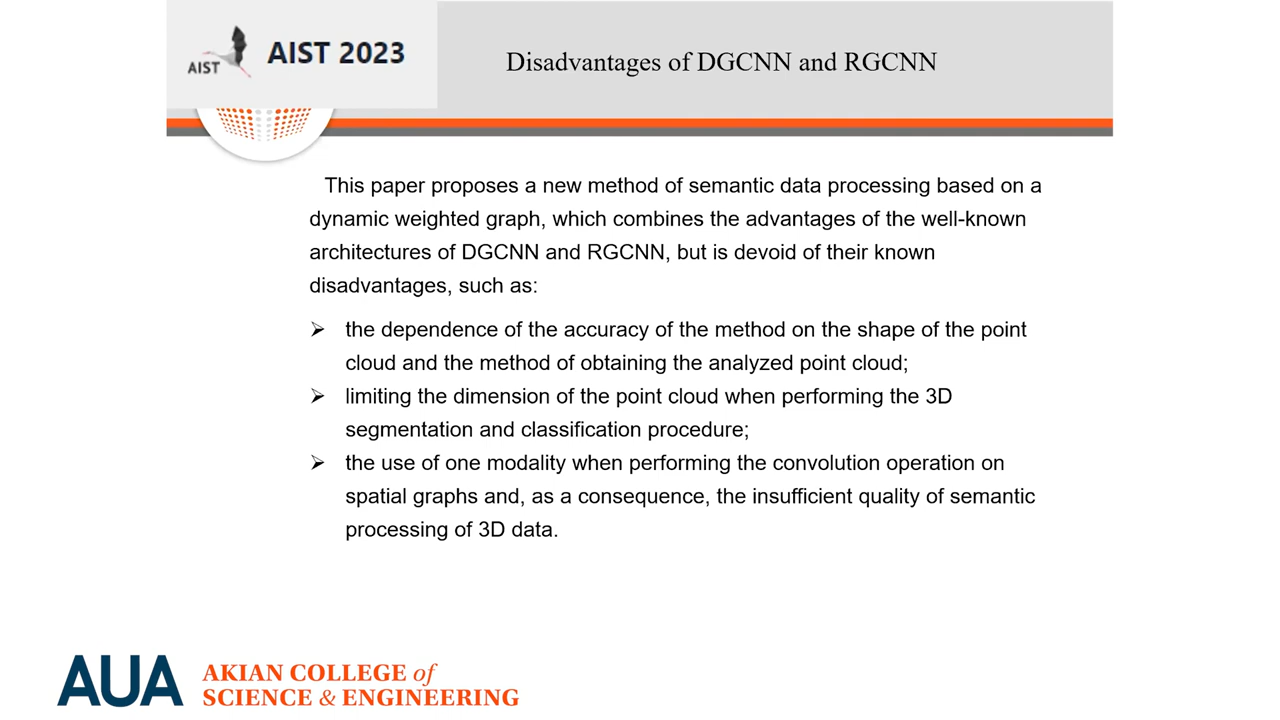 AIST
AIST 2023
Disadvantages of DGCNN and RGCNN
This paper proposes a new method of semantic data processing based on a
dynamic weighted graph, which combines the advantages of the well-known
architectures of DGCNN and RGCNN, but is devoid of their known
disadvantages, such as:
➢ the dependence of the accuracy of the method on the shape of the point
cloud and the method of obtaining the analyzed point cloud;
➢ limiting the dimension of the point cloud when performing the 3D
segmentation and classification procedure;
➢ the use of one modality when performing the convolution operation on
spatial graphs and, as a consequence, the insufficient quality of semantic
processing of 3D data.
AUA
AKIAN COLLEGE of
SCIENCE & ENGINEERING